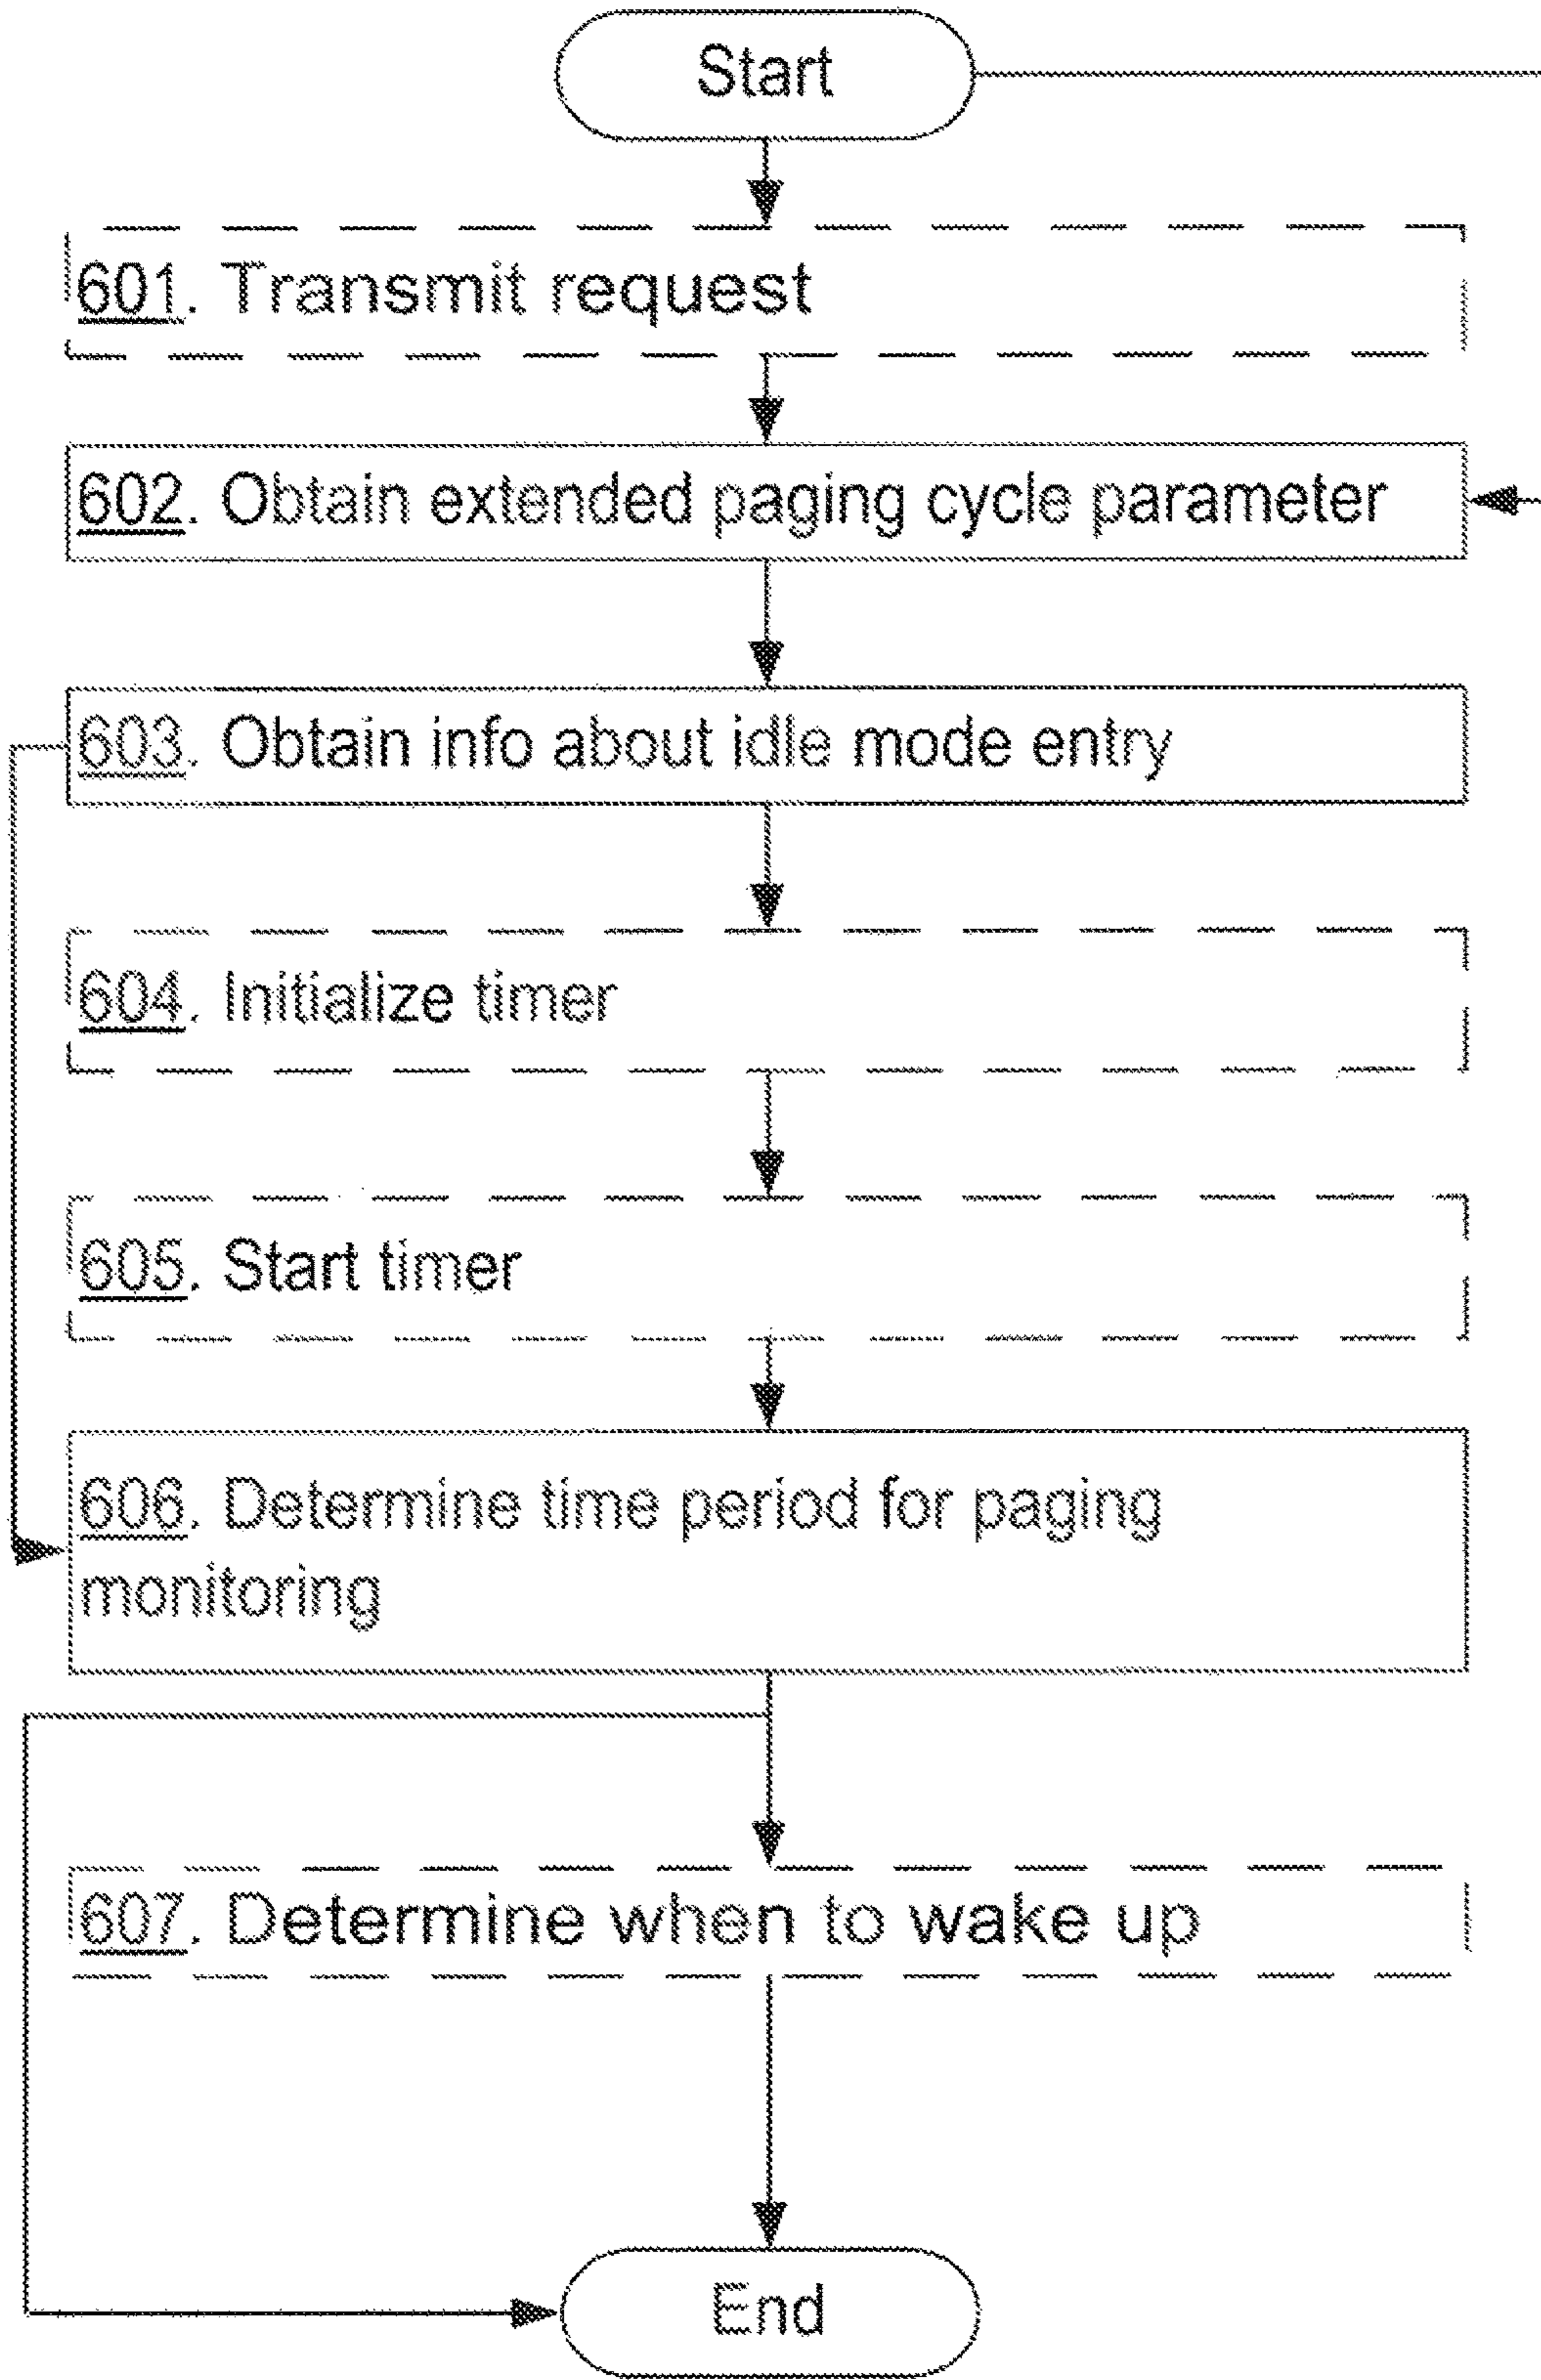 Start
601. Transmit request
602. Obtain extended paging cycle parameter
603. Obtain info about idle mode entry
604. Initialize timer
605. Start timer
606. Determine time period for paging
monitoring
607. Determine when to wake up
End